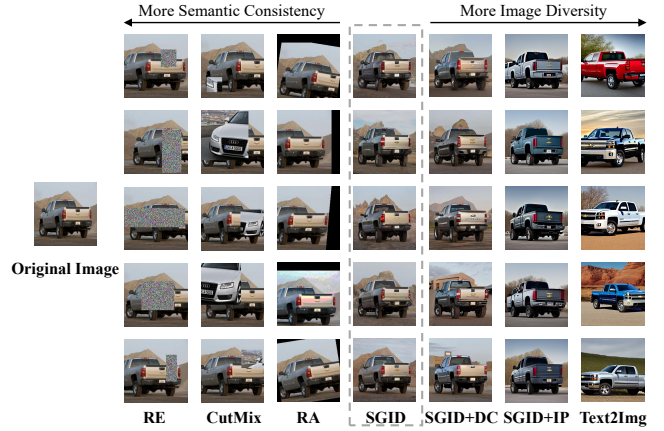 More Semantic Consistency
More Image Diversity
Original Image
RE
CutMix
RA
SGID
SGID+DC
SGID+IP
Text2Img